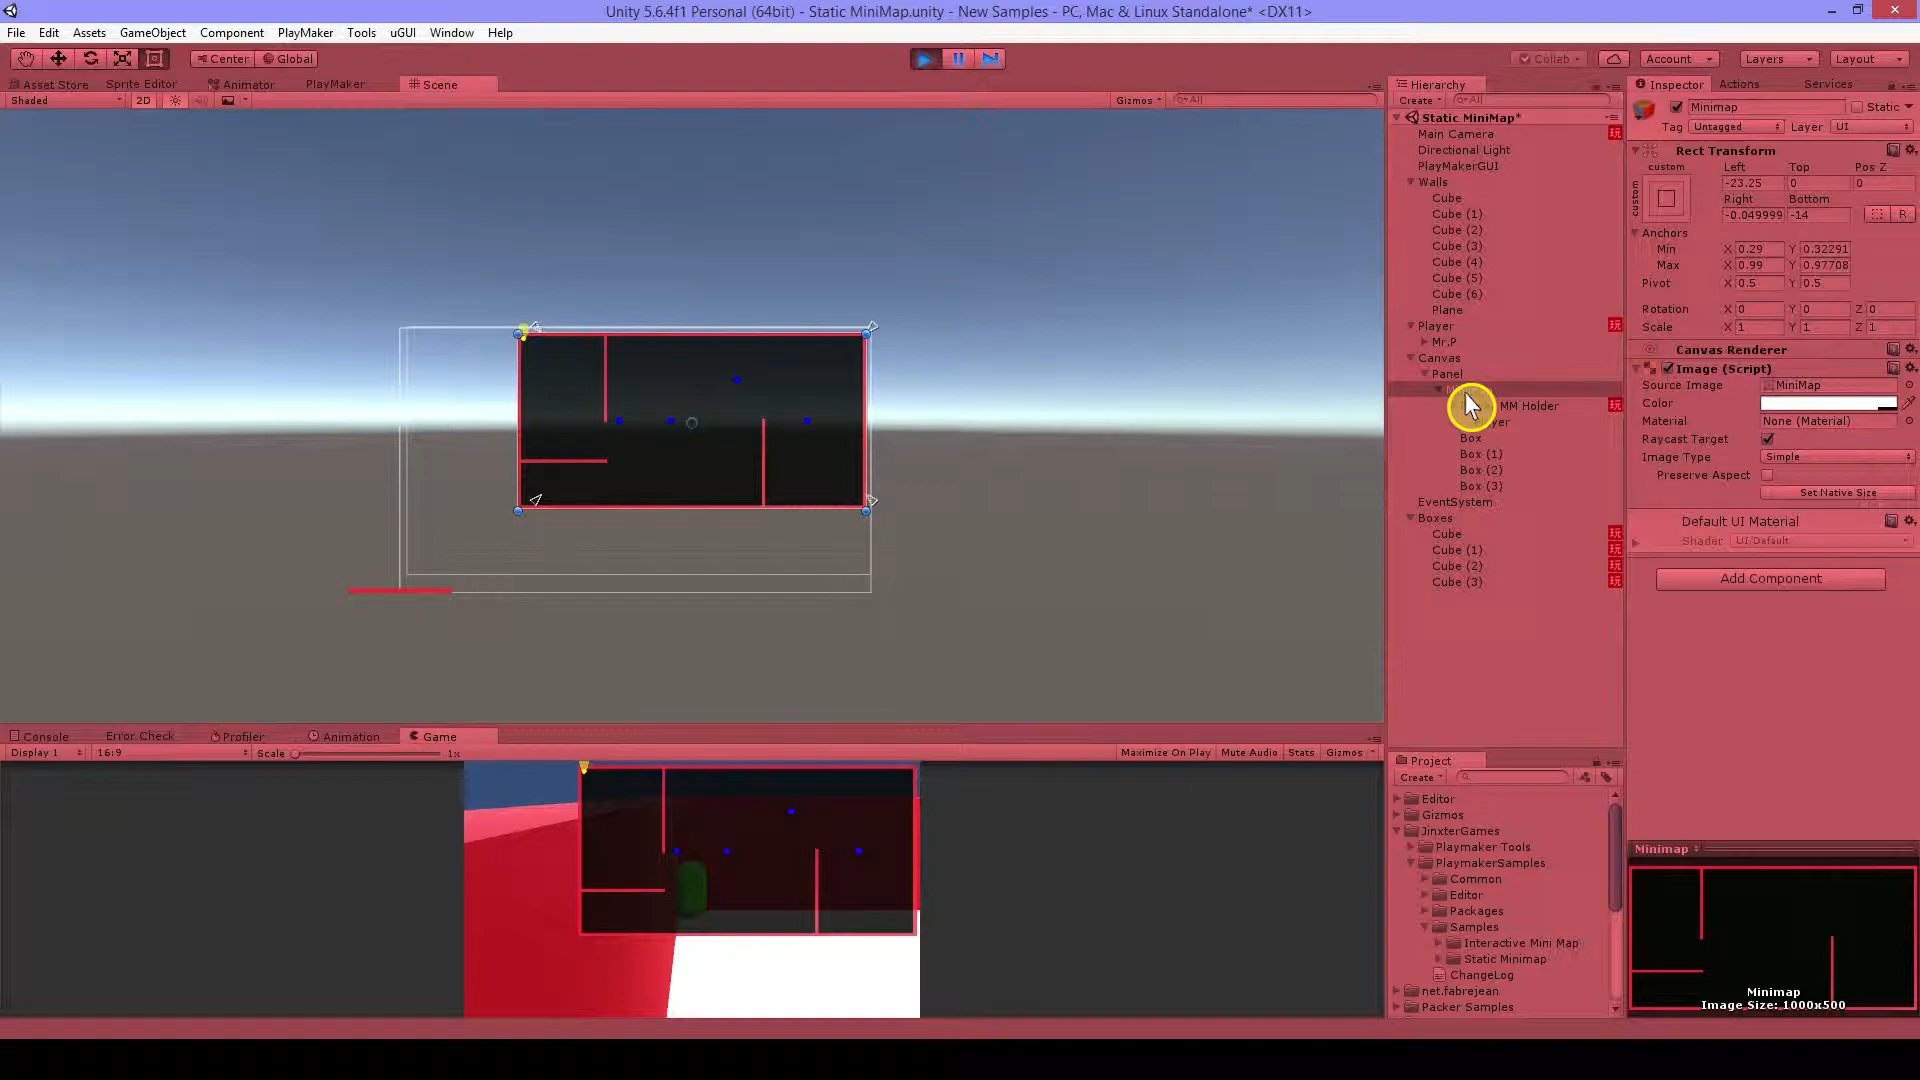 Unity 5.6.4f1 Personal (64bit) - Static MiniMap.unity - New Samples - PC, Mac & Linux Standalone* <DX11>
File Edit Assets GameObject Component PlayMaker Tools uGUI Window Help
Center Global Collab Account Layers Layout
Asset Store Sprite Editor Animator PlayMaker Scene
Shaded 2D Gizmos All
Hierarchy
Create All
Static MiniMap*
Main Camera 玩
Directional Light
PlayMakerGUI
Walls
Cube
Cube (1)
Cube (2)
Cube (3)
Cube (4)
Cube (5)
Cube (6)
Plane
Player 玩
Mr.P
Canvas
Panel
MM Holder 玩
Box
Box (1)
Box (2)
Box (3)
EventSystem
Boxes
Cube 玩
Cube (1) 玩
Cube (2) 玩
Cube (3) 玩
Inspector Actions Services
Minimap Static
Tag Untagged Layer UI
Rect Transform
custom Left Top Pos Z
custom -23.25 0 0
Right Bottom
-0.049999 -14 R
Anchors
Min X 0.29 Y 0.32291
Max X 0.99 Y 0.97708
Pivot X 0.5 Y 0.5
Rotation X 0 Y 0 Z 0
Scale X 1 Y 1 Z 1
Canvas Renderer
Image (Script)
Source Image MiniMap
Color
Material None (Material)
Raycast Target
Image Type Simple
Preserve Aspect
Set Native Size
Default UI Material
Shader UI/Default
Add Component
Console Error Check Profiler Animation Game
Display 1 16:9 Scale 1x Maximize On Play Mute Audio Stats Gizmos
Project
Create
Editor
Gizmos
JinxterGames
Playmaker Tools
PlaymakerSamples
Common
Editor
Packages
Samples
Interactive Mini Map
Static Minimap
ChangeLog
net.fabrejean
Packer Samples
Minimap
Minimap
Image Size: 1000x500